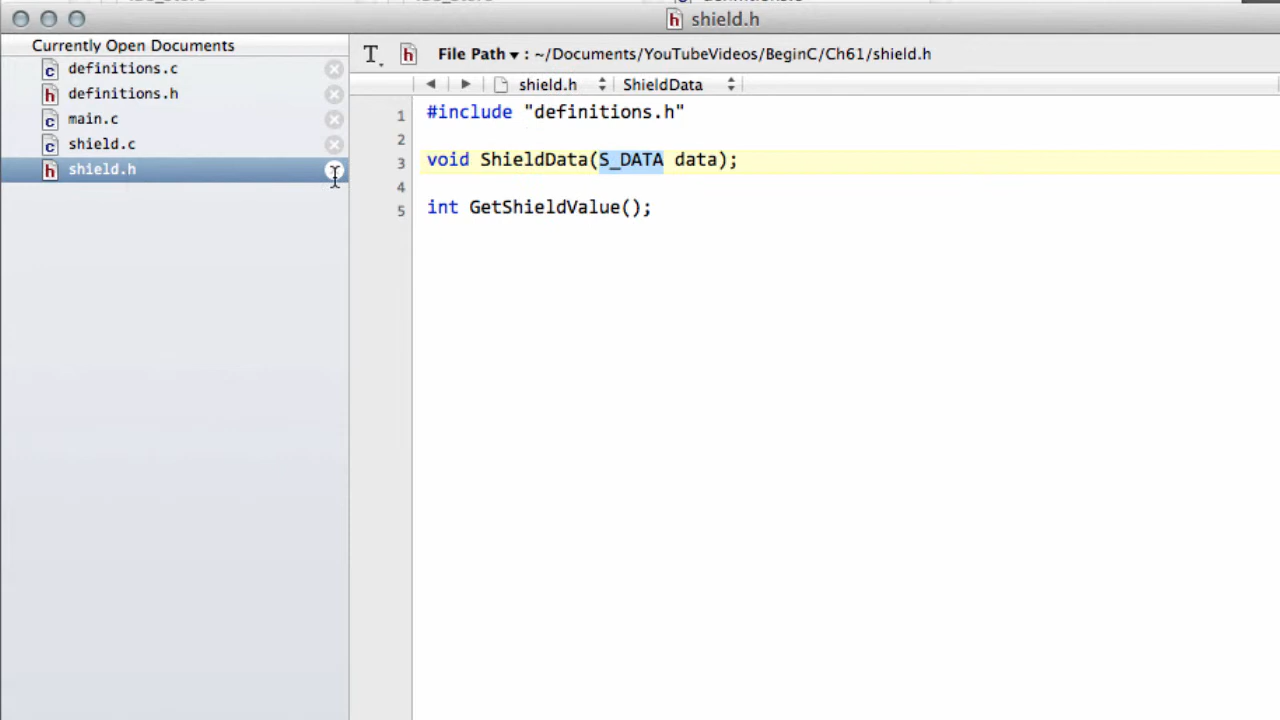 shield.h
Currently Open Documents
definitions.c
definitions.h
main.c
shield.c
shield.h
File Path ▾ : ~/Documents/YouTubeVideos/BeginC/Ch61/shield.h
shield.h ShieldData
1 #include "definitions.h"
2
3 void ShieldData(S_DATA data);
4
5 int GetShieldValue();